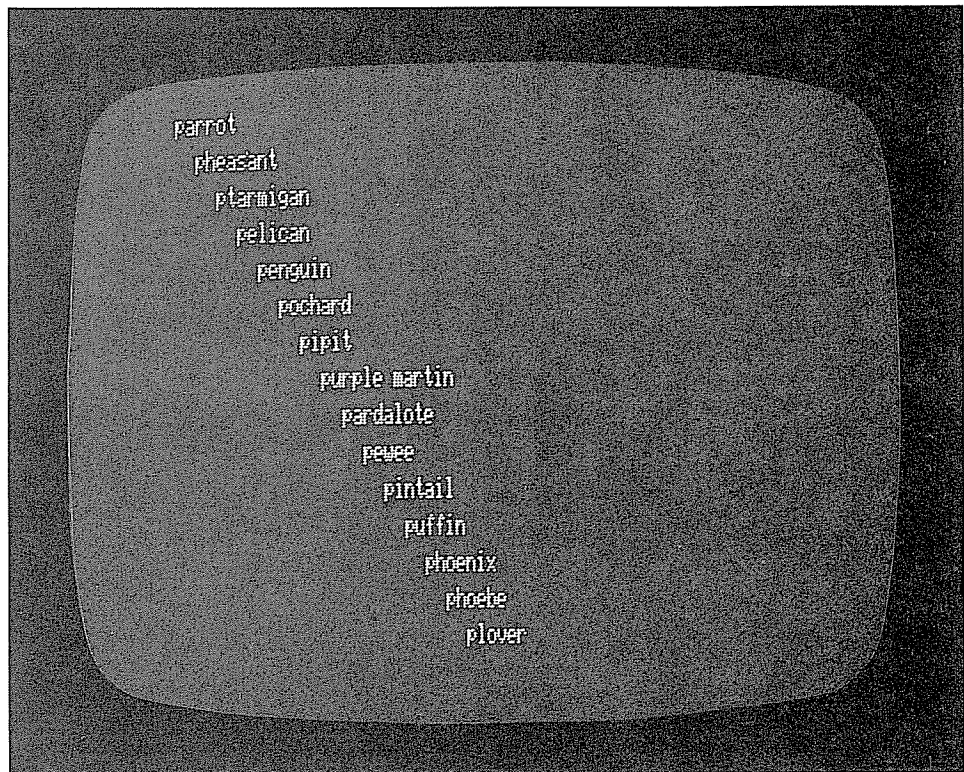 parrot
pheasant
ptarmigan
pelican
penguin
pochard
pipit
purple martin
pardalote
pewee
pintail
puffin
phoenix
phoebe
plover